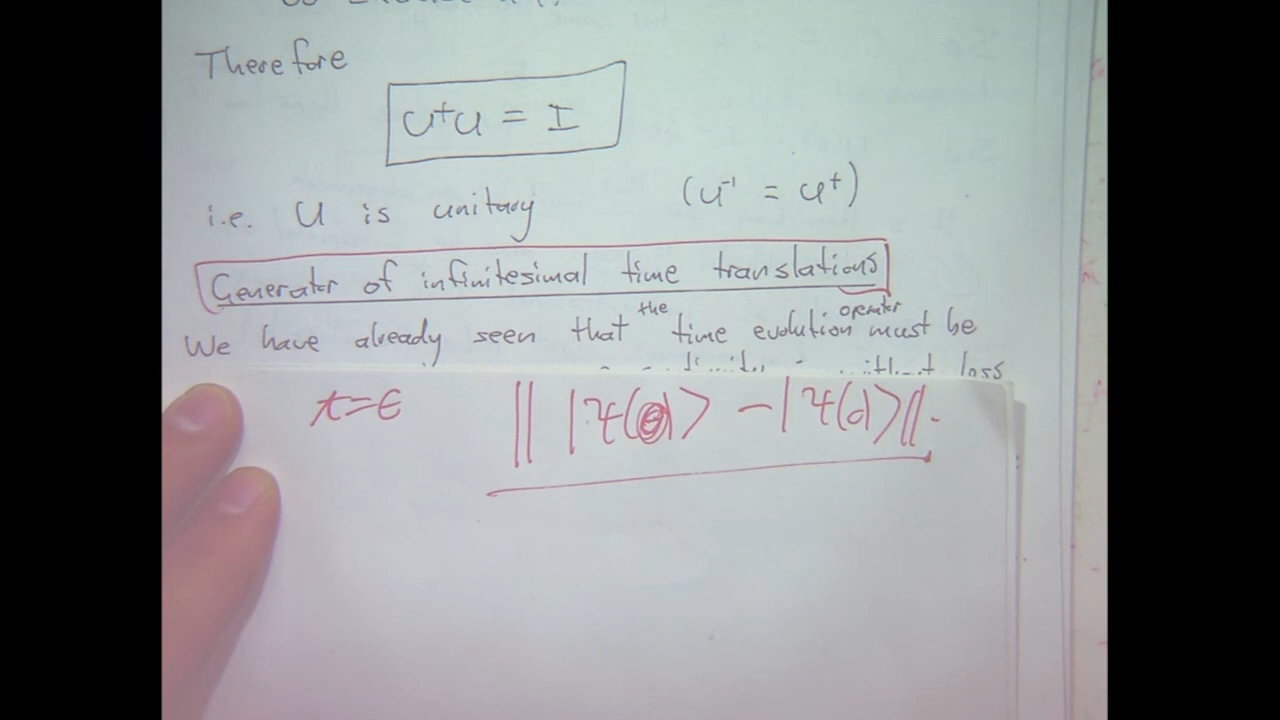 Therefore
U†U = I
i.e. U is unitary (U⁻¹ = U†)
Generator of infinitesimal time translations
We have already seen that the time evolution operator must be
loss
t=ϵ || |Ψ(ϵ)> - |Ψ(0)> ||.